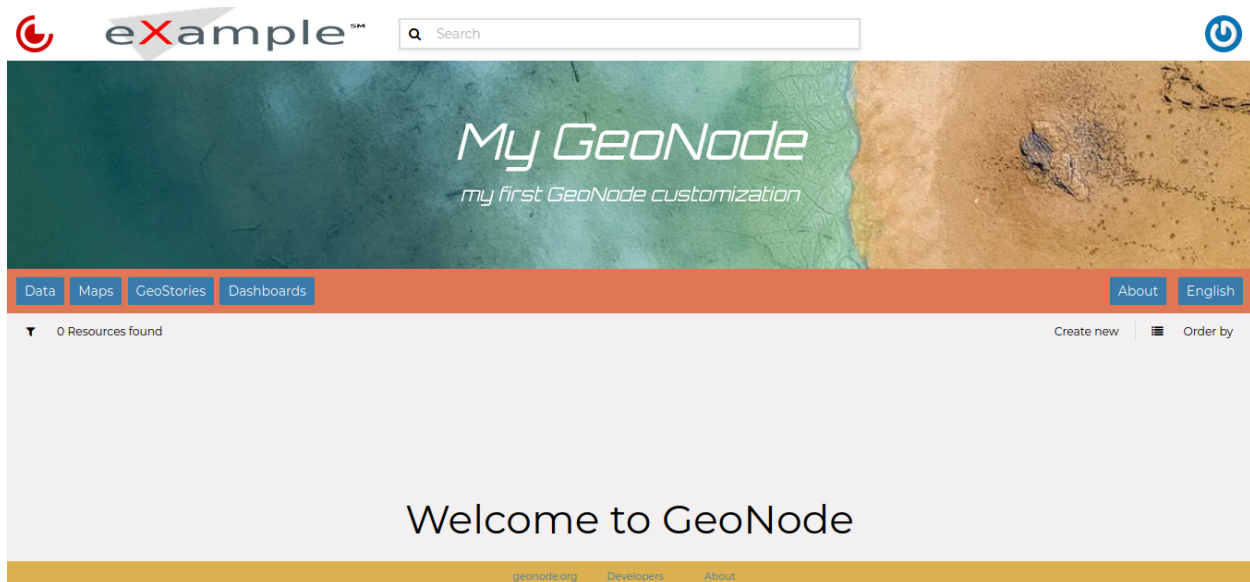 eXample℠
Search
My GeoNode
my first GeoNode customization
Data Maps GeoStories Dashboards About English
0 Resources found Create new Order by
Welcome to GeoNode
geonode.org Developers About